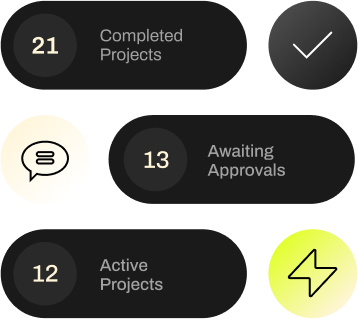 21
Completed
Projects
13
Awaiting
Approvals
12
Active
Projects